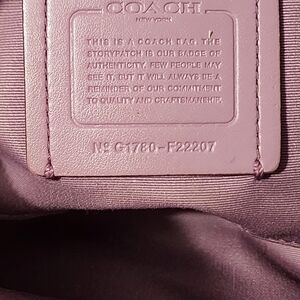 COACH
NEW YORK
THIS IS A COACH BAG. THE
STORYPATCH IS OUR BADGE OF
AUTHENTICITY. FEW PEOPLE MAY
SEE IT, BUT IT WILL ALWAYS BE A
REMINDER OF OUR COMMITMENT
TO QUALITY AND CRAFTSMANSHIP.
Nº G1780-F22207